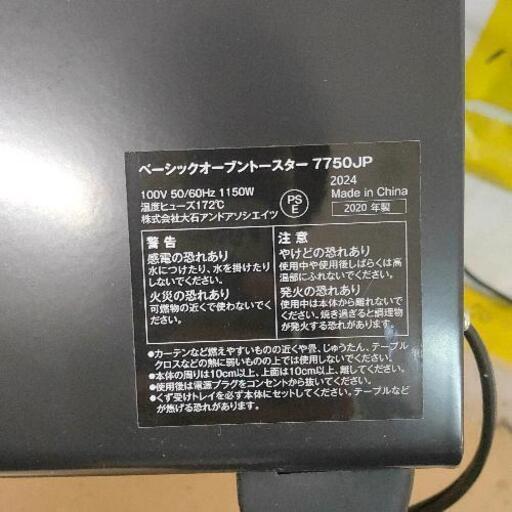 ベーシックオーブントースター 7750JP
100V 50/60Hz 1150W
温度ヒューズ172℃
株式会社大石アンドアソシエイツ
PS
E
2024
Made in China
2020 年製
警 告
感電の恐れあり
水につけたり、水を掛けたり
しないでください。
火災の恐れあり
可燃物の近くで使わないでく
ださい。
注 意
やけどの恐れあり
使用中や使用後しばらくは高
温部にふれないでください。
発火の恐れあり
使用中は本体から離れないで
ください。焼き過ぎると調理物
が発火する恐れがあります。
●カーテンなど燃えやすいものの近くや畳、じゅうたん、テーブル
クロスなどの熱に弱いものの上では使用しないでください。
●本体の周りは10cm以上、上面は10cm以上、離してください。
●使用後は電源プラグをコンセントから抜いてください。
●くず受けトレイを必ず本体にセットしてください。テーブルなど
が焦げる恐れがあります。